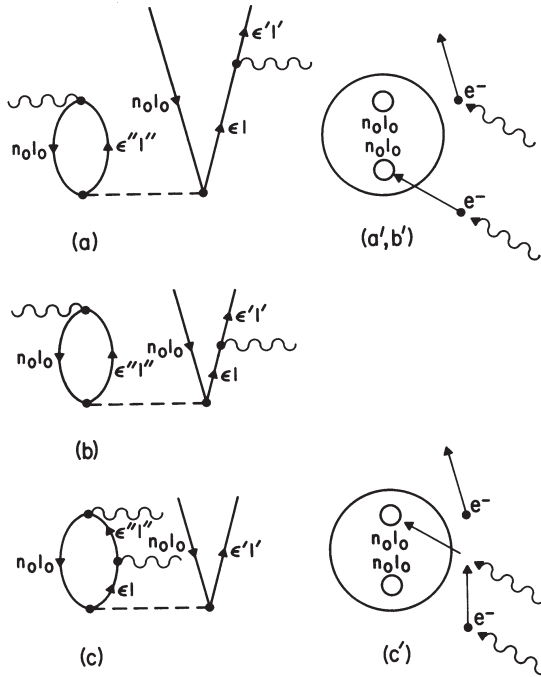 ϵ'l'
n₀l₀
n₀l₀
ϵ''l''
ϵl
(a)
e⁻
n₀l₀
n₀l₀
e⁻
(a',b')
ϵ'l'
n₀l₀
n₀l₀
ϵ''l''
ϵl
(b)
ϵ''l''
n₀l₀
n₀l₀
ϵ'l'
ϵl
(c)
e⁻
n₀l₀
n₀l₀
e⁻
(c')